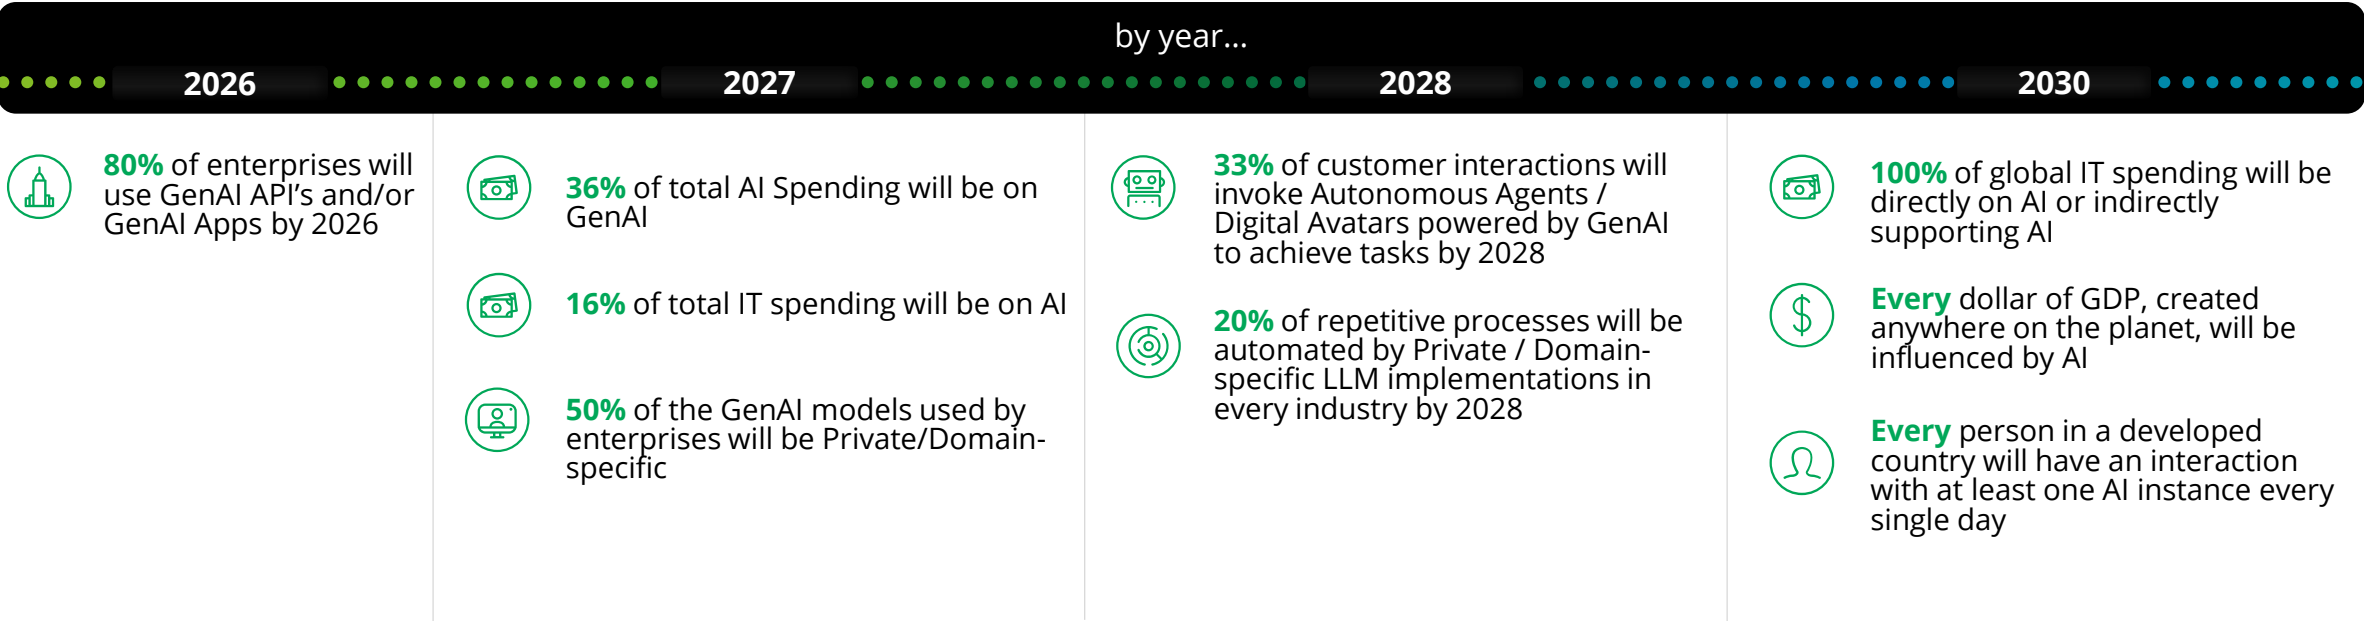 by year...
2026
2027
2028
2030
80% of enterprises will
use GenAI API’s and/or
GenAI Apps by 2026
36% of total AI Spending will be on
GenAI
16% of total IT spending will be on AI
50% of the GenAI models used by
enterprises will be Private/Domain-
specific
33% of customer interactions will
invoke Autonomous Agents /
Digital Avatars powered by GenAI
to achieve tasks by 2028
20% of repetitive processes will be
automated by Private / Domain-
specific LLM implementations in
every industry by 2028
100% of global IT spending will be
directly on AI or indirectly
supporting AI
Every dollar of GDP, created
anywhere on the planet, will be
influenced by AI
Every person in a developed
country will have an interaction
with at least one AI instance every
single day